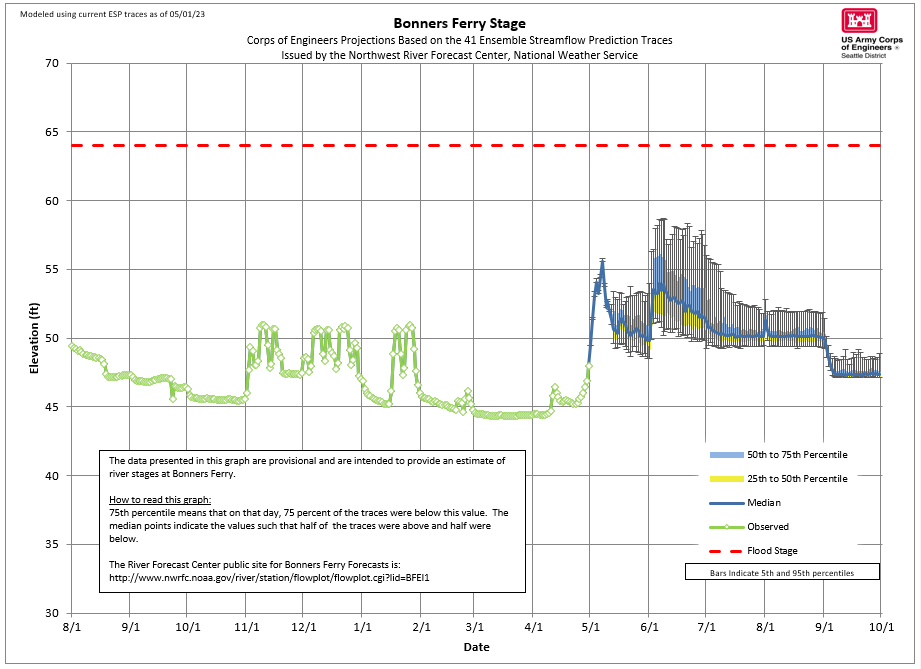 Modeled using current ESP traces as of 05/01/23
Bonners Ferry Stage
Corps of Engineers Projections Based on the 41 Ensemble Streamflow Prediction Traces
Issued by the Northwest River Forecast Center, National Weather Service
US Army Corps
of Engineers ®
Seattle District
70
65
60
55
50
45
40
35
30
Elevation (ft)
The data presented in this graph are provisional and are intended to provide an estimate of
river stages at Bonners Ferry.
How to read this graph:
75th percentile means that on that day, 75 percent of the traces were below this value. The
median points indicate the values such that half of the traces were above and half were
below.
The River Forecast Center public site for Bonners Ferry Forecasts is:
http://www.nwrfc.noaa.gov/river/station/flowplot/flowplot.cgi?lid=BFEI1
50th to 75th Percentile
25th to 50th Percentile
Median
Observed
Flood Stage
Bars Indicate 5th and 95th percentiles
8/1 9/1 10/1 11/1 12/1 1/1 2/1 3/1 4/1 5/1 6/1 7/1 8/1 9/1 10/1
Date